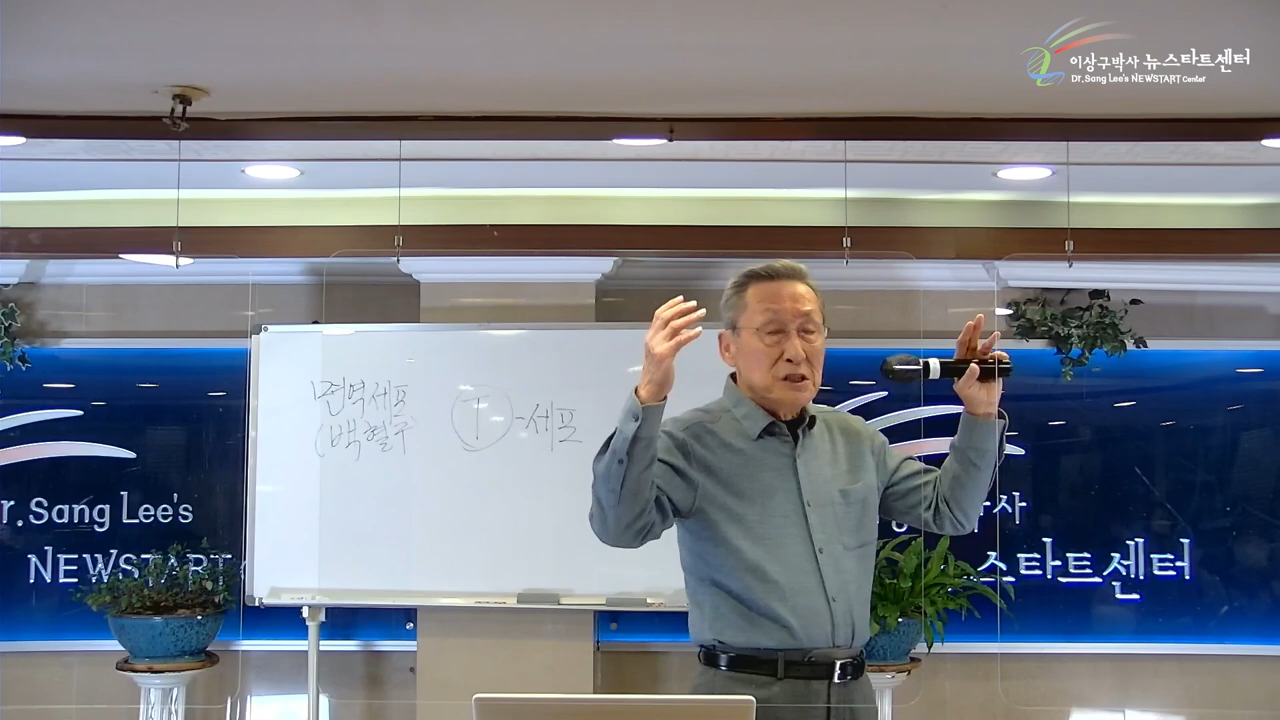 이상구박사 뉴스타트센터
Dr. Sang Lee's NEWSTART Center
면역세포
(백혈구)
T-세포
r. Sang Lee's
NEWSTART
사
스타트센터